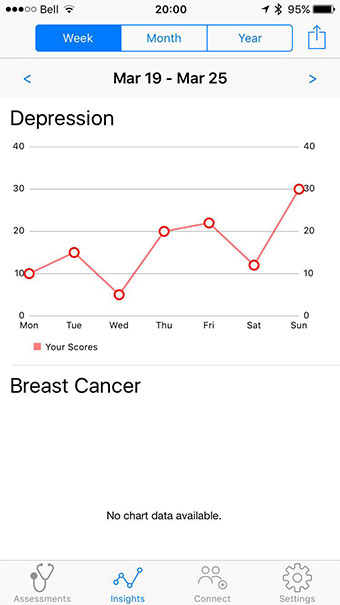 Bell 20:00 95%
Week Month Year
< Mar 19 - Mar 25 >
Depression
40 40
30 30
20 20
10 10
0 0
Mon Tue Wed Thu Fri Sat Sun
Your Scores
Breast Cancer
No chart data available.
Assessments Insights Connect Settings